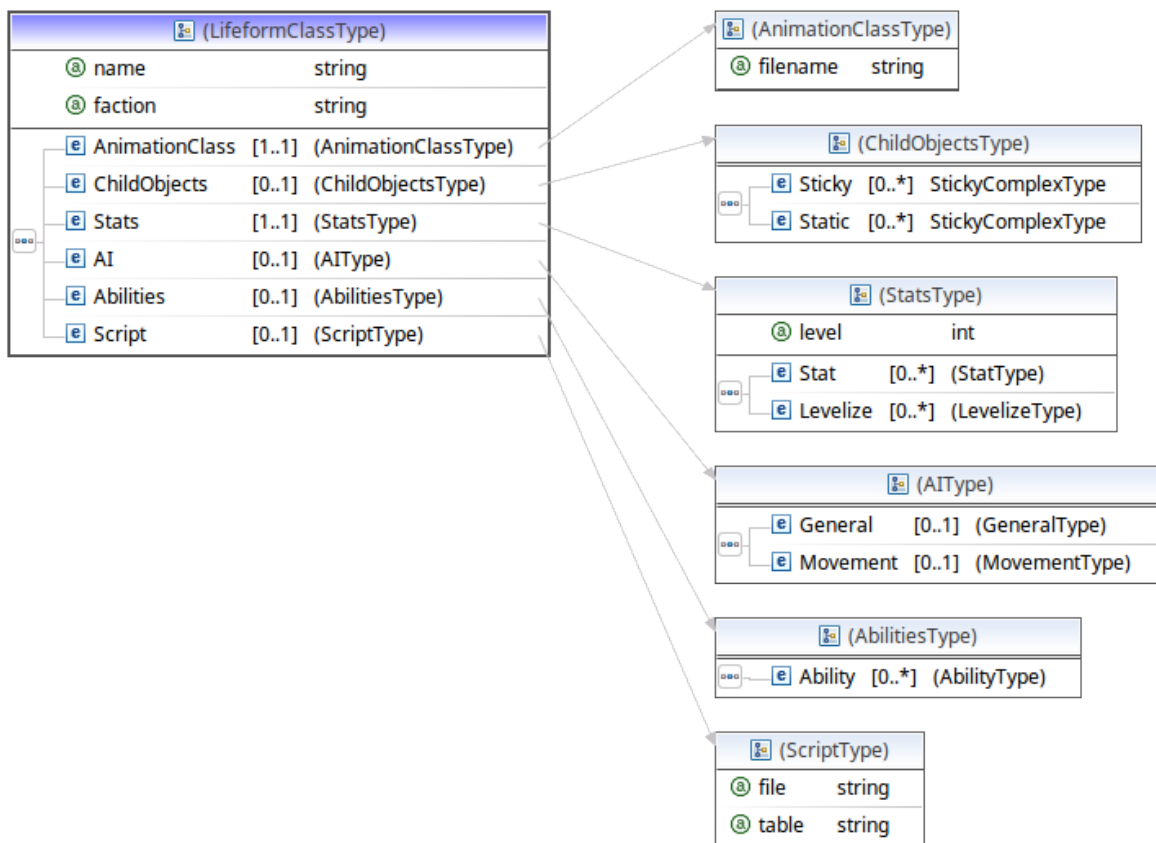 (LifeformClassType)
name string
faction string
AnimationClass [1..1] (AnimationClassType)
ChildObjects [0..1] (ChildObjectsType)
Stats [1..1] (StatsType)
AI [0..1] (AIType)
Abilities [0..1] (AbilitiesType)
Script [0..1] (ScriptType)
(AnimationClassType)
filename string
(ChildObjectsType)
Sticky [0..*] StickyComplexType
Static [0..*] StickyComplexType
(StatsType)
level int
Stat [0..*] (StatType)
Levelize [0..*] (LevelizeType)
(AIType)
General [0..1] (GeneralType)
Movement [0..1] (MovementType)
(AbilitiesType)
Ability [0..*] (AbilityType)
(ScriptType)
file string
table string